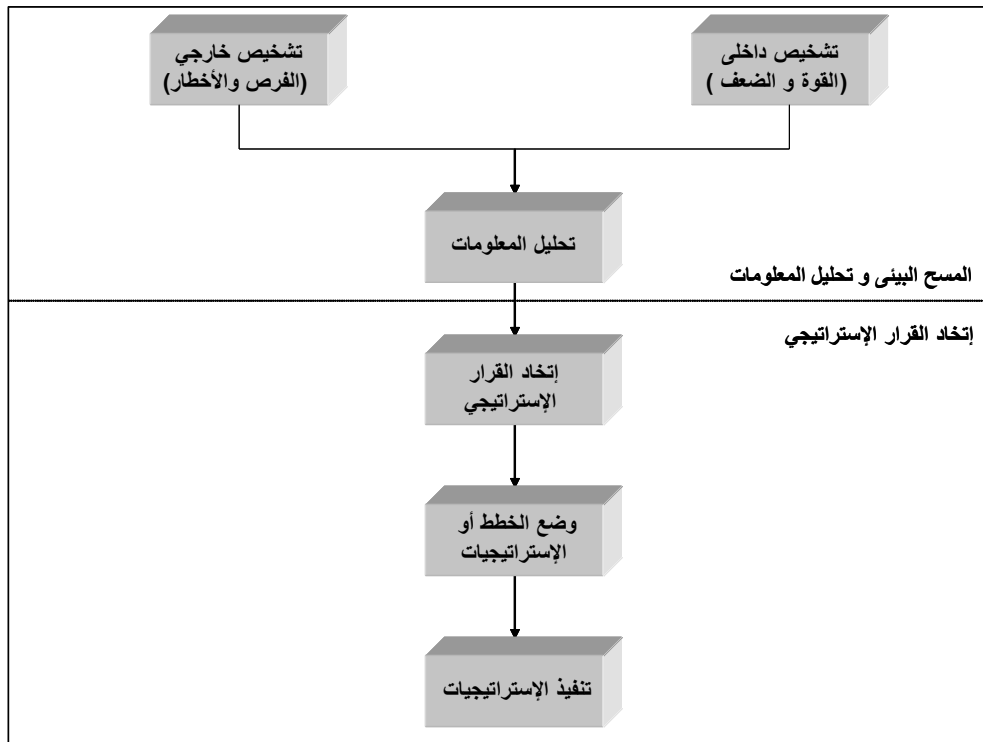 تشخيص داخلى
(القوة و الضعف )
تشخيص خارجي
(الفرص والأخطار)
تحليل المعلومات
المسح البيئى و تحليل المعلومات
إتخاد القرار الإستراتيجي
إتخاد القرار
الإستراتيجي
وضع الخطط أو
الإستراتيجيات
تنفيذ الإستراتيجيات